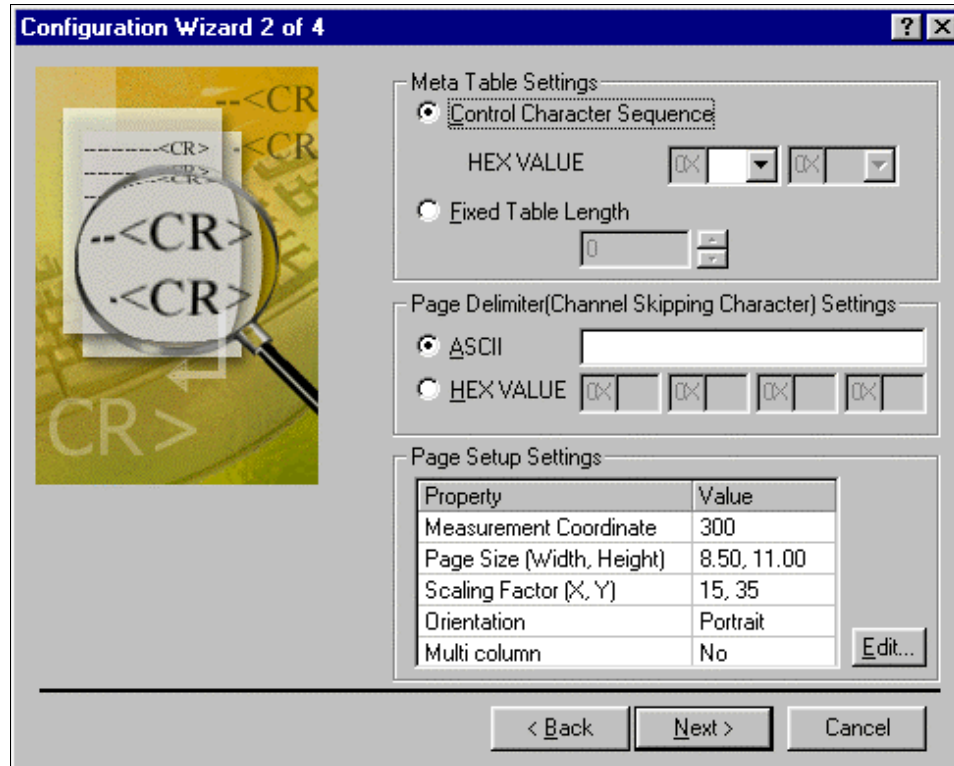 Configuration Wizard 2 of 4
--<CR
-<CR
--------<CR>
-<CR>
--<CR>
-<CR>
CR>
Meta Table Settings
Control Character Sequence
HEX VALUE 0X 0X
Fixed Table Length
0
Page Delimiter(Channel Skipping Character) Settings
ASCII
HEX VALUE 0X 0X 0X 0X
Page Setup Settings
Property Value
Measurement Coordinate 300
Page Size (Width, Height) 8.50, 11.00
Scaling Factor (X, Y) 15, 35
Orientation Portrait
Multi column No
Edit...
< Back Next > Cancel